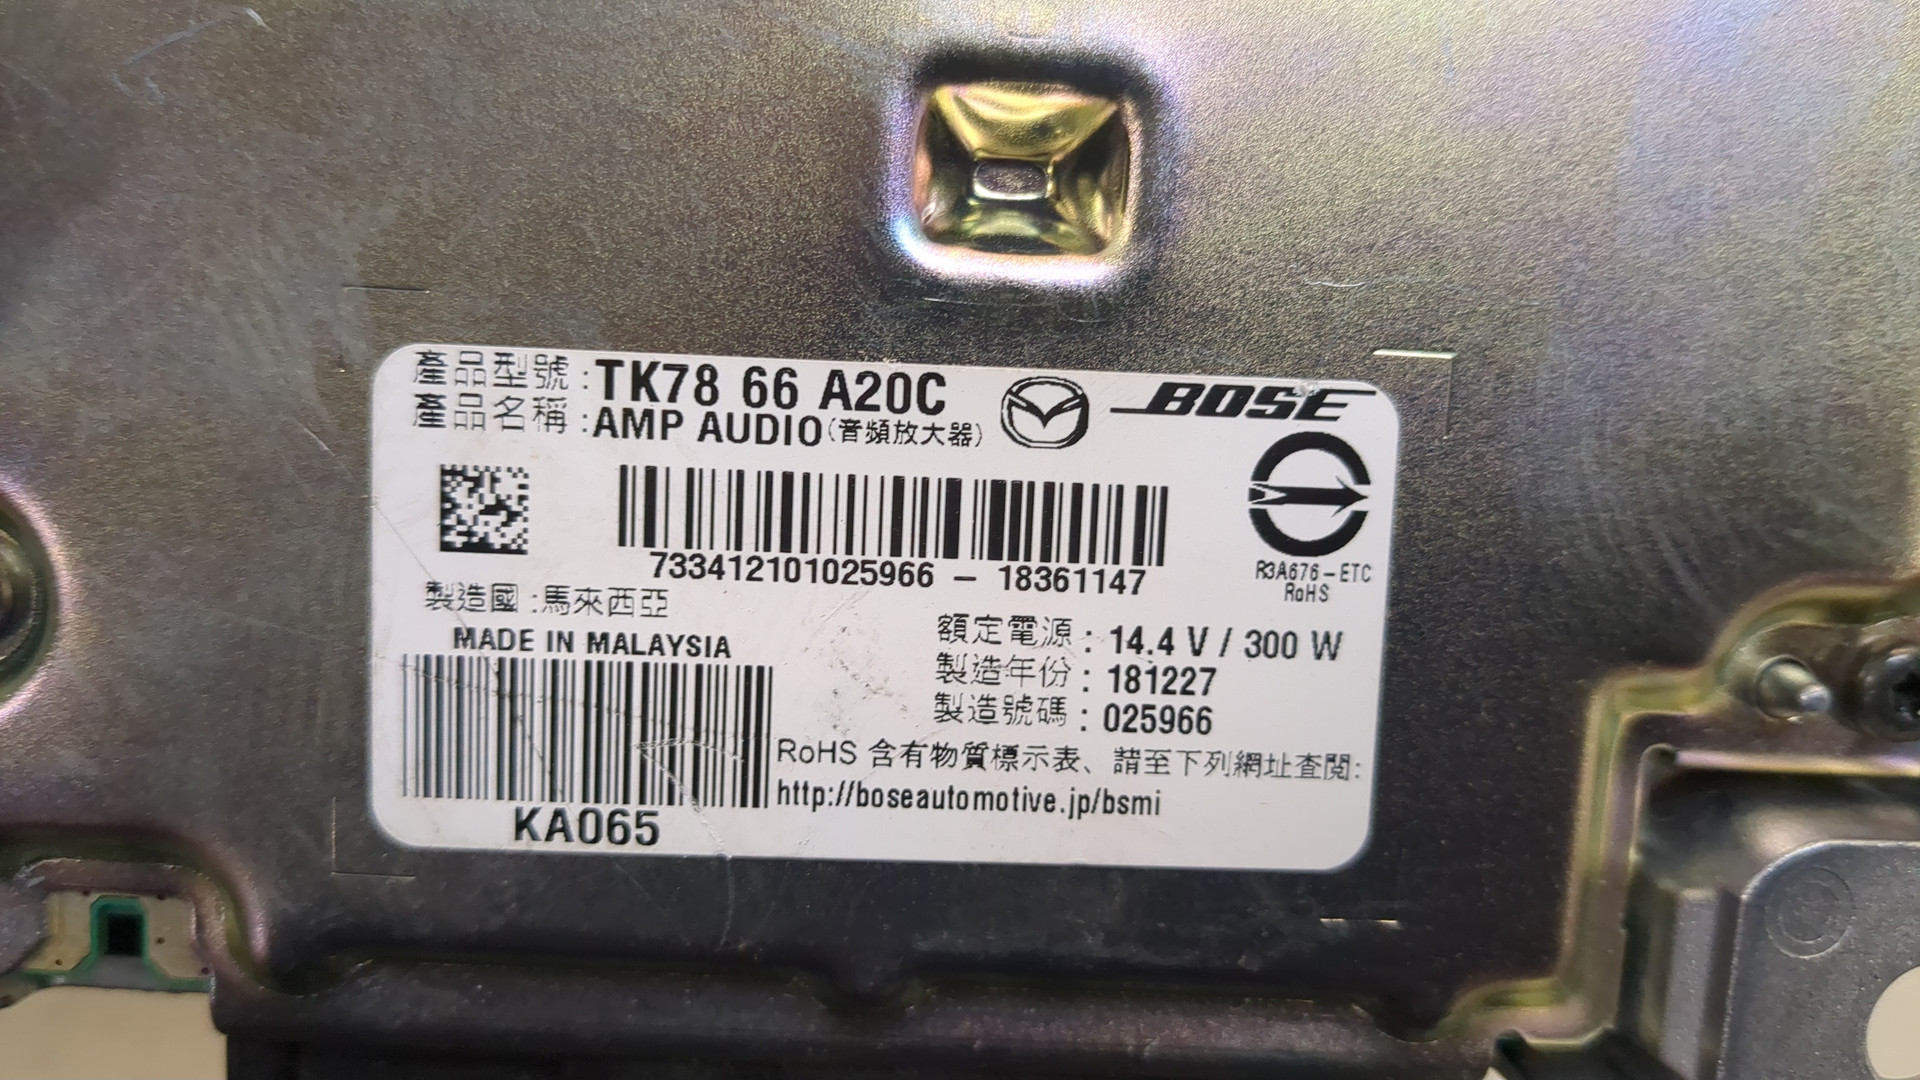 產品型號 : TK78 66 A20C
產品名稱 : AMP AUDIO (音頻放大器)
BOSE
733412101025966 – 18361147
R3A676-ETC
RoHS
製造國 : 馬來西亞
MADE IN MALAYSIA
額定電源 : 14.4 V / 300 W
製造年份 : 181227
製造號碼 : 025966
RoHS 含有物質標示表、請至下列網址查閱:
http://boseautomotive.jp/bsmi
KA065